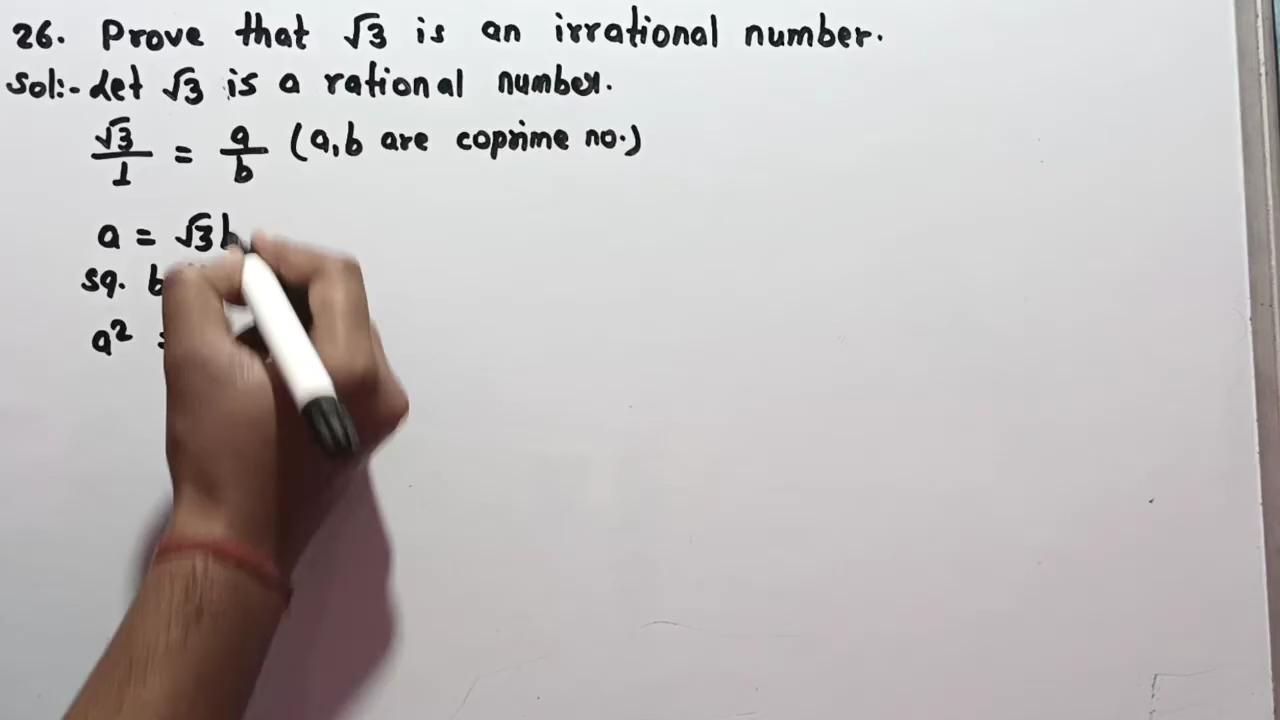 26. Prove that √3 is an irrational number.
Sol:- Let √3 is a rational number.
√3/1 = a/b (a,b are coprime no.)
a = √3b
sq. b
a² =